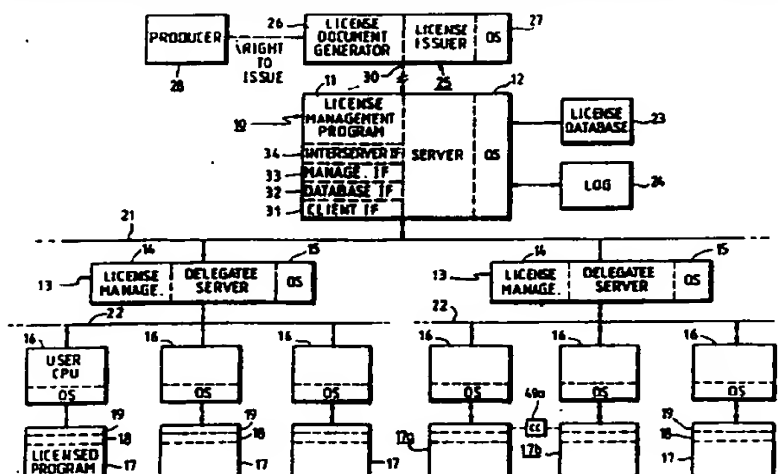 26
LICENSE
DOCUMENT
GENERATOR
LICENSE
ISSUER
OS
27
PRODUCER
RIGHT
TO
ISSUE
28
30
25
11
12
10
LICENSE
MANAGEMENT
PROGRAM
SERVER
OS
LICENSE
DATABASE
23
34
INTERSERVER IF
33
MANAGE. IF
32
DATABASE IF
31
CLIENT IF
LOG
24
21
14
15
13
LICENSE
MANAGE.
DELEGATEE
SERVER
OS
14
15
13
LICENSE
MANAGE.
DELEGATEE
SERVER
OS
22
22
16
USER
CPU
OS
16
OS
16
OS
16
OS
16
OS
16
OS
49a
CC
19
18
LICENSED
PROGRAM
17
19
18
17
17
17a
17b
19
18
17